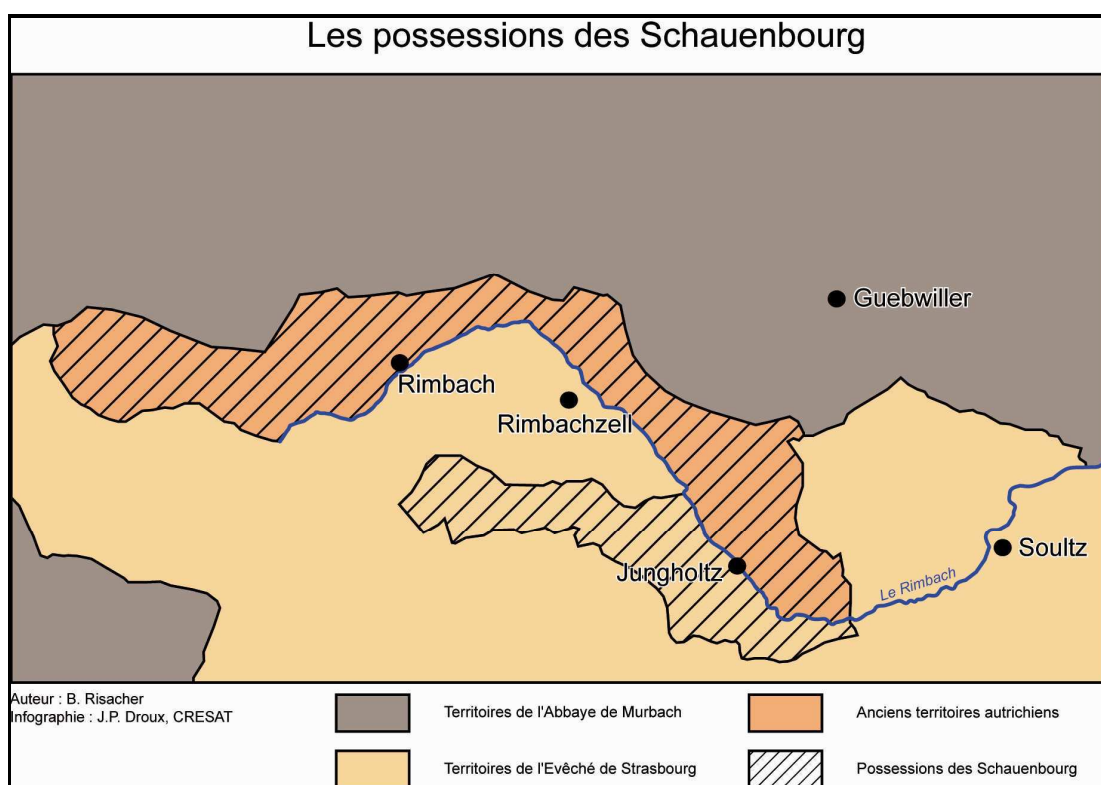 Les possessions des Schauenbourg
Guebwiller
Rimbach
Rimbachzell
Soultz
Jungholtz
Le Rimbach
Auteur : B. Risacher
Infographie : J.P. Droux, CRESAT
Territoires de l'Abbaye de Murbach
Anciens territoires autrichiens
Territoires de l'Evêché de Strasbourg
Possessions des Schauenbourg